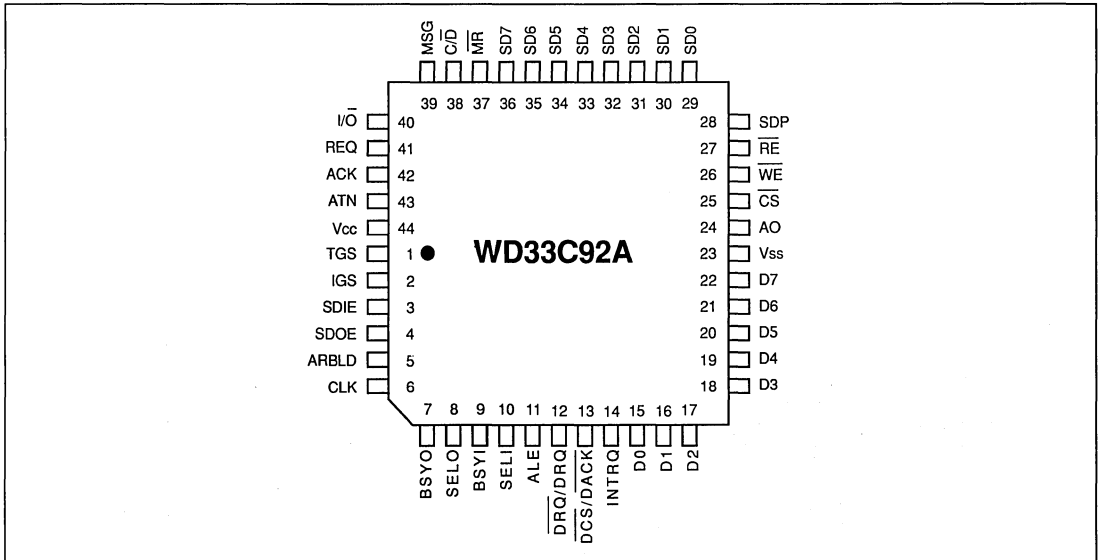 MSG
C/D̅
M̅R̅
SD7
SD6
SD5
SD4
SD3
SD2
SD1
SD0
39 38 37 36 35 34 33 32 31 30 29
I/O̅ 40
REQ 41
ACK 42
ATN 43
Vcc 44
TGS 1
IGS 2
SDIE 3
SDOE 4
ARBLD 5
CLK 6
WD33C92A
28 SDP
27 R̅E̅
26 W̅E̅
25 C̅S̅
24 AO
23 Vss
22 D7
21 D6
20 D5
19 D4
18 D3
7 8 9 10 11 12 13 14 15 16 17
BSYO
SELO
BSYI
SELI
ALE
D̅R̅Q̅/DRQ
D̅C̅S̅/D̅A̅C̅K̅
INTRQ
D0
D1
D2